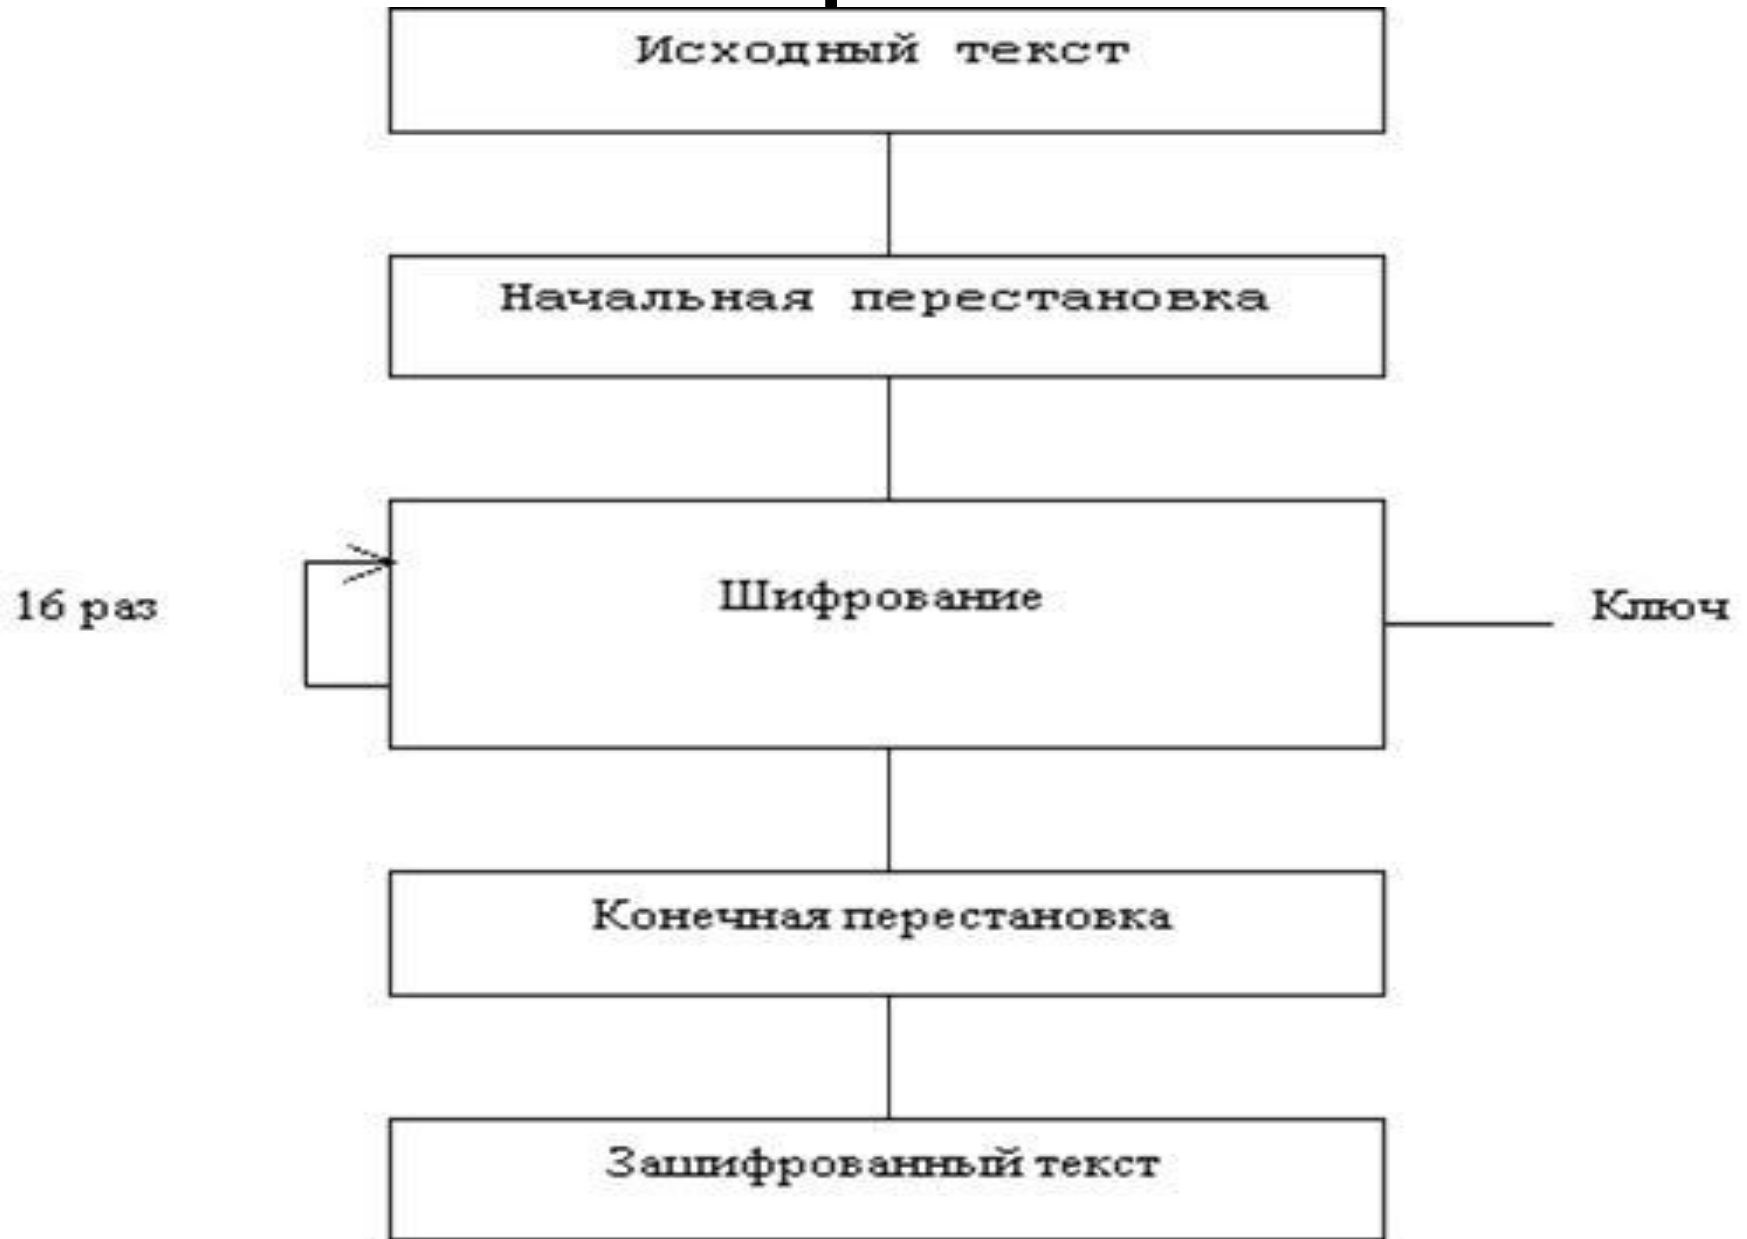 Исходный текст
Начальная перестановка
Шифрование
16 раз
Ключ
Конечная перестановка
Зашифрованный текст